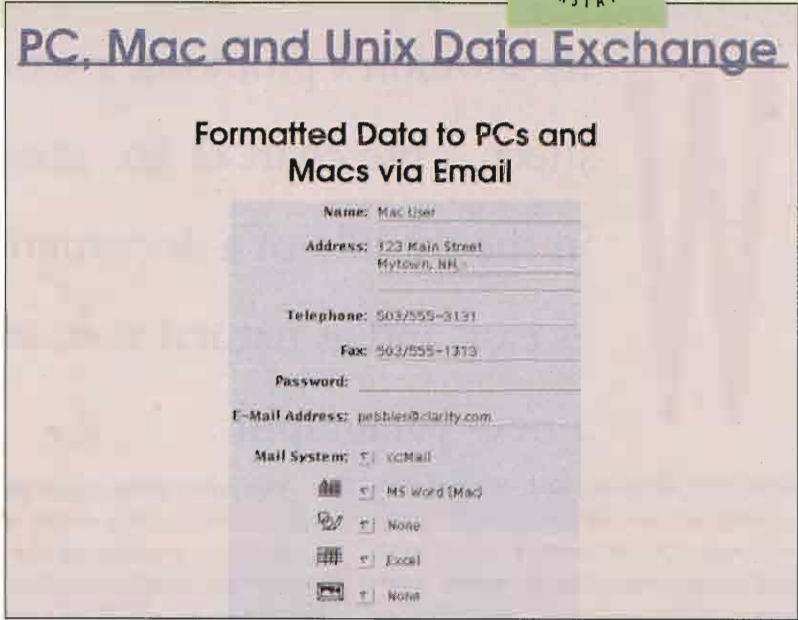 PC, Mac and Unix Data Exchange
Formatted Data to PCs and
Macs via Email
Name: Mac User
Address: 123 Main Street
Mytown, NH
Telephone: 503/555-3131
Fax: 503/555-1313
Password:
E-Mail Address: pebbles@clarity.com
Mail System: ccMail
MS Word (Mac)
None
Excel
None